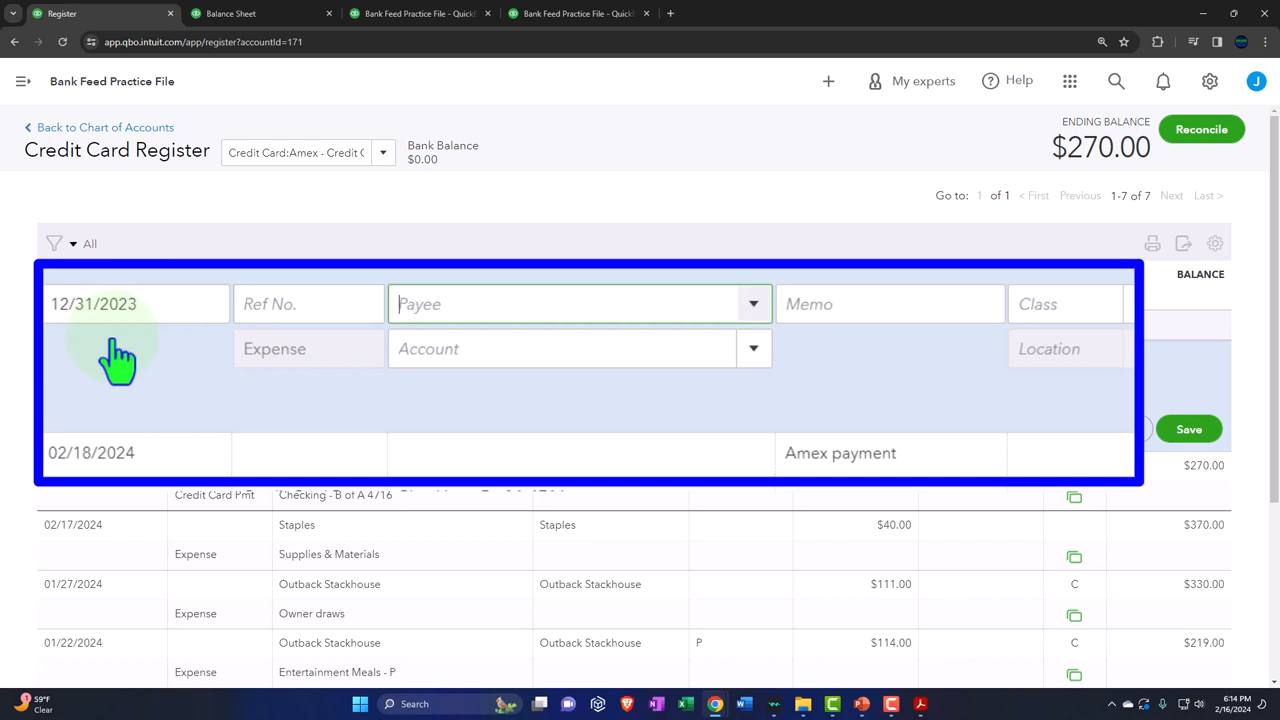 Register
Balance Sheet
Bank Feed Practice File - Quick
Bank Feed Practice File - Quick
app.qbo.intuit.com/app/register?accountId=171
Bank Feed Practice File
My experts
Help
J
Back to Chart of Accounts
Credit Card Register
Credit Card:Amex - Credit C
Bank Balance
$0.00
ENDING BALANCE
$270.00
Reconcile
Go to: 1 of 1 < First Previous 1-7 of 7 Next Last >
All
BALANCE
12/31/2023 Ref No. Payee Memo Class
Expense Account Location
Save
02/18/2024 Amex payment
$270.00
Credit Card Pmt Checking - B of A 4716
02/17/2024 Staples Staples $40.00 $370.00
Expense Supplies & Materials
01/27/2024 Outback Stackhouse Outback Stackhouse $111.00 C $330.00
Expense Owner draws
01/22/2024 Outback Stackhouse Outback Stackhouse P $114.00 C $219.00
Expense Entertainment Meals - P
59°F
Clear
Search
6:14 PM
2/16/2024